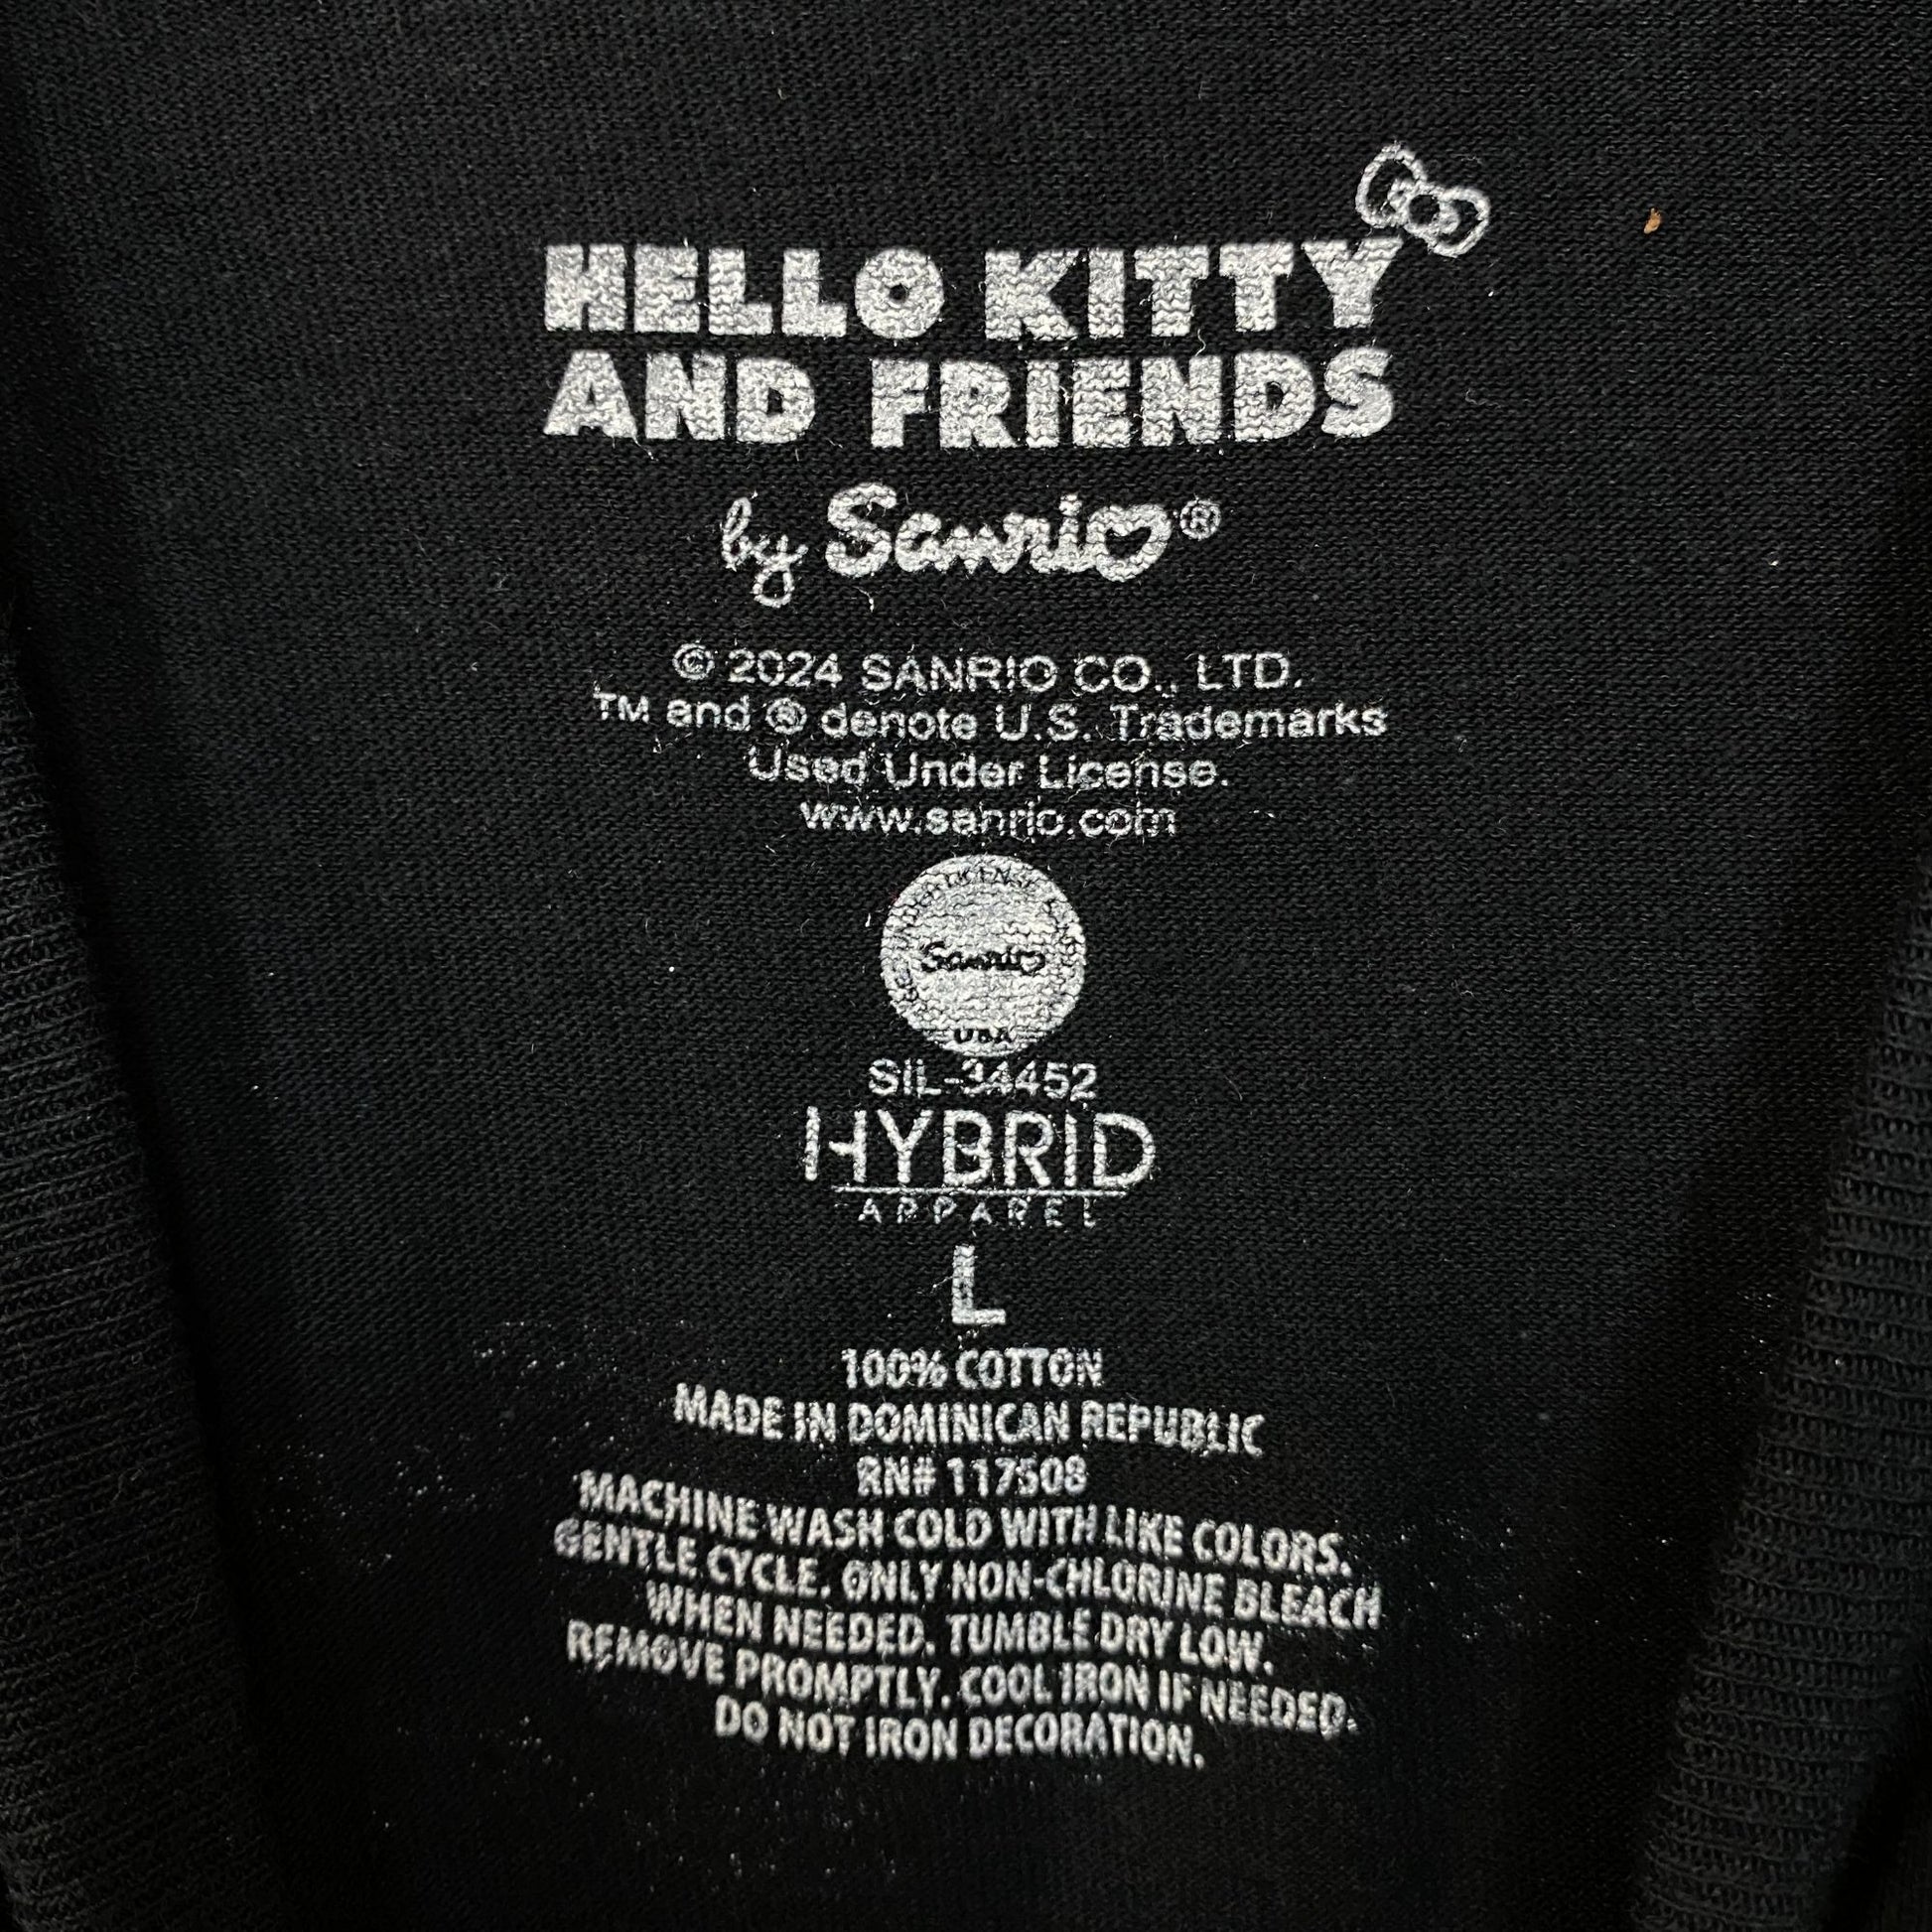 HELLO KITTY
AND FRIENDS
by Sanrio®
© 2024 SANRIO CO., LTD.
TM and ® denote U.S. Trademarks
Used Under License.
www.sanrio.com
Sanrio
USA
SIL-34452
HYBRID
APPAREL
L
100% COTTON
MADE IN DOMINICAN REPUBLIC
RN# 117508
MACHINE WASH COLD WITH LIKE COLORS.
GENTLE CYCLE. ONLY NON-CHLORINE BLEACH
WHEN NEEDED. TUMBLE DRY LOW.
REMOVE PROMPTLY. COOL IRON IF NEEDED.
DO NOT IRON DECORATION.